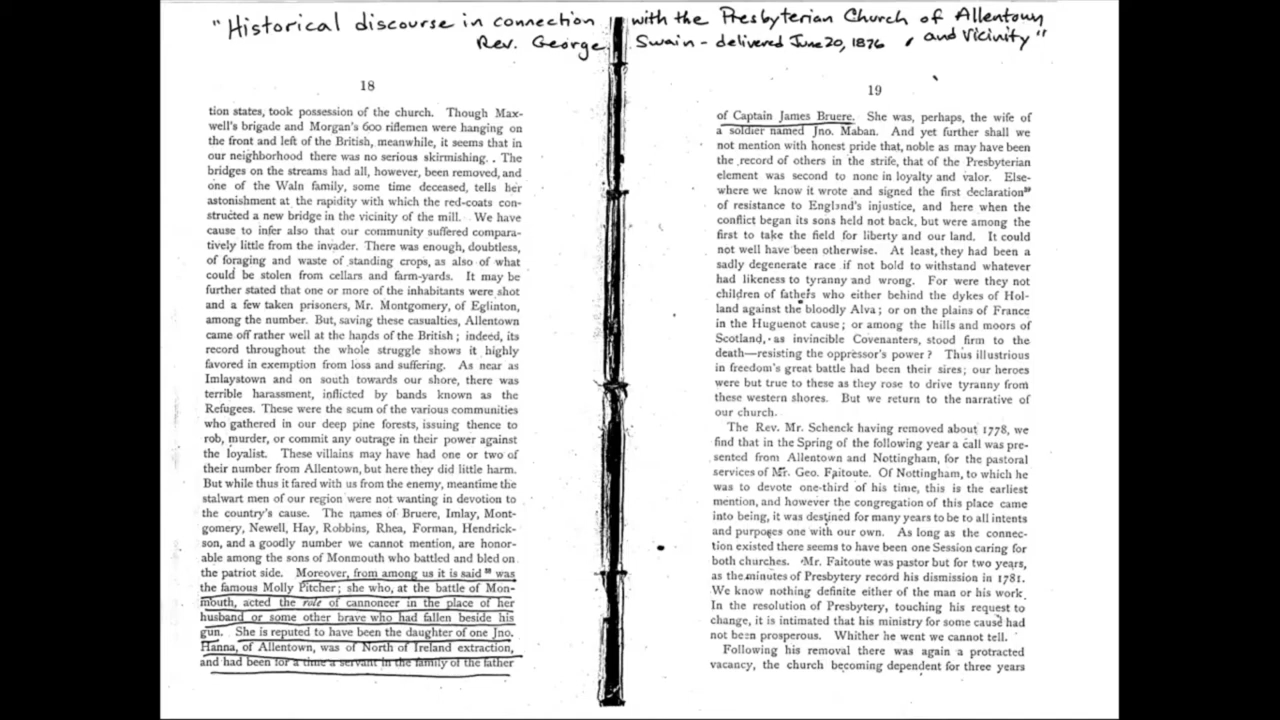 "Historical discourse in connection with the Presbyterian Church of Allentown
Rev. George Swain - delivered June 20, 1876, and Vicinity"
18
tion states, took possession of the church. Though Max-
well's brigade and Morgan's 600 riflemen were hanging on
the front and left of the British, meanwhile, it seems that in
our neighborhood there was no serious skirmishing. . The
bridges on the streams had all, however, been removed, and
one of the Waln family, some time deceased, tells her
astonishment at the rapidity with which the red-coats con-
structed a new bridge in the vicinity of the mill. We have
cause to infer also that our community suffered compara-
tively little from the invader. There was enough, doubtless,
of foraging and waste of standing crops, as also of what
could be stolen from cellars and farm-yards. It may be
further stated that one or more of the inhabitants were shot
and a few taken prisoners, Mr. Montgomery, of Eglinton,
among the number. But, saving these casualties, Allentown
came off rather well at the hands of the British; indeed, its
record throughout the whole struggle shows it highly
favored in exemption from loss and suffering. As near as
Imlaystown and on south towards our shore, there was
terrible harassment, inflicted by bands known as the
Refugees. These were the scum of the various communities
who gathered in our deep pine forests, issuing thence to
rob, murder, or commit any outrage in their power against
the loyalist. These villains may have had one or two of
their number from Allentown, but here they did little harm.
But while thus it fared with us from the enemy, meantime the
stalwart men of our region were not wanting in devotion to
the country's cause. The names of Bruere, Imlay, Mont-
gomery, Newell, Hay, Robbins, Rhea, Forman, Hendrick-
son, and a goodly number we cannot mention, are honor-
able among the sons of Monmouth who battled and bled on
the patriot side. Moreover, from among us it is said was
the famous Molly Pitcher; she who, at the battle of Mon-
mouth, acted the role of cannoneer in the place of her
husband or some other brave who had fallen beside his
gun. She is reputed to have been the daughter of one Jno.
Hanna, of Allentown, was of North of Ireland extraction,
and had been for a time a servant in the family of the father
19
of Captain James Bruere. She was, perhaps, the wife of
a soldier named Jno. Maban. And yet further shall we
not mention with honest pride that, noble as may have been
the record of others in the strife, that of the Presbyterian
element was second to none in loyalty and valor. Else-
where we know it wrote and signed the first declaration
of resistance to England's injustice, and here when the
conflict began its sons held not back, but were among the
first to take the field for liberty and our land. It could
not well have been otherwise. At least, they had been a
sadly degenerate race if not bold to withstand whatever
had likeness to tyranny and wrong. For were they not
children of fathers who either behind the dykes of Hol-
land against the bloodly Alva; or on the plains of France
in the Huguenot cause; or among the hills and moors of
Scotland, as invincible Covenanters, stood firm to the
death—resisting the oppressor's power? Thus illustrious
in freedom's great battle had been their sires; our heroes
were but true to these as they rose to drive tyranny from
these western shores. But we return to the narrative of
our church.
The Rev. Mr. Schenck having removed about 1778, we
find that in the Spring of the following year a call was pre-
sented from Allentown and Nottingham, for the pastoral
services of Mr. Geo. Faitoute. Of Nottingham, to which he
was to devote one-third of his time, this is the earliest
mention, and however the congregation of this place came
into being, it was destined for many years to be to all intents
and purposes one with our own. As long as the connec-
tion existed there seems to have been one Session caring for
both churches. Mr. Faitoute was pastor but for two years,
as the minutes of Presbytery record his dismission in 1781.
We know nothing definite either of the man or his work.
In the resolution of Presbytery, touching his request to
change, it is intimated that his ministry for some cause had
not been prosperous. Whither he went we cannot tell.
Following his removal there was again a protracted
vacancy, the church becoming dependent for three years